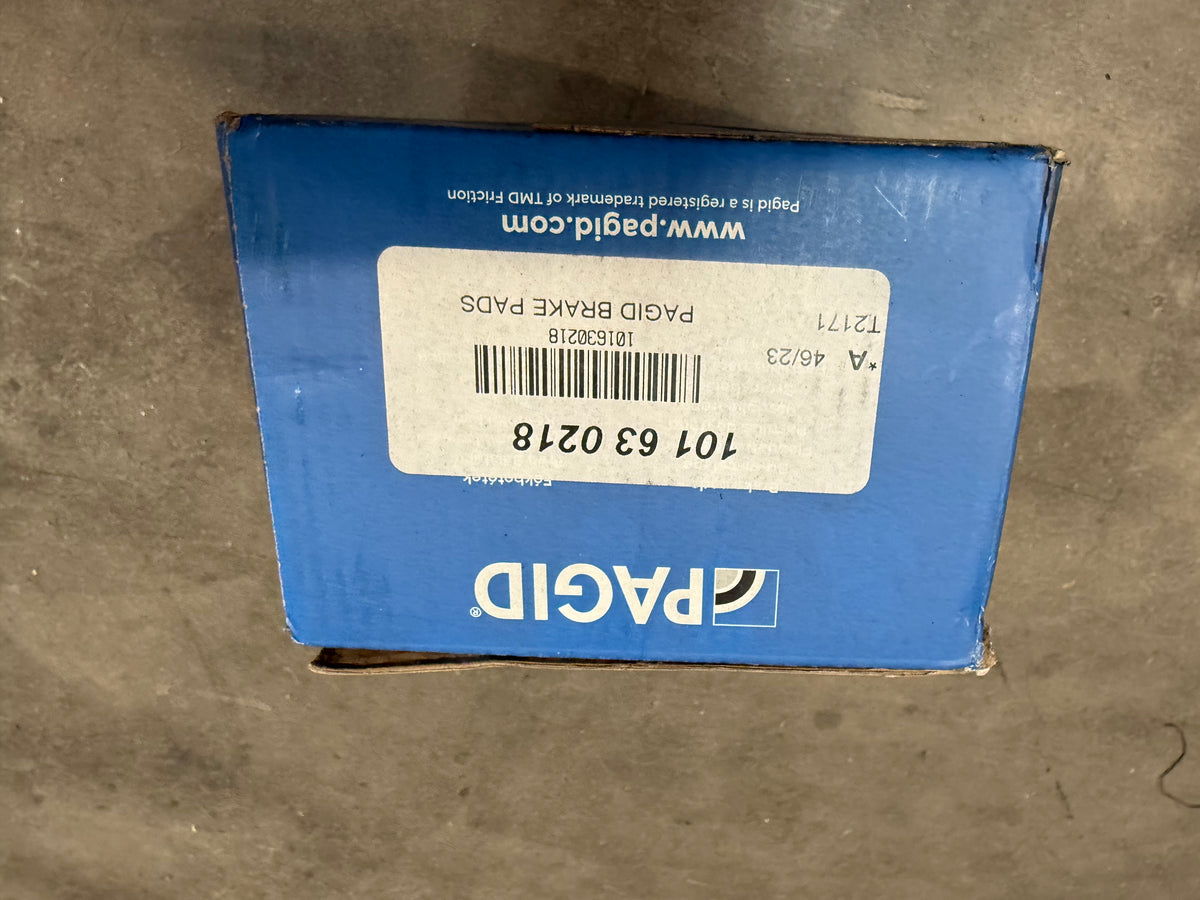 PAGID®
Fékbetétek
101 63 0218
101630218
*A 46/23
T2171
PAGID BRAKE PADS
www.pagid.com
Pagid is a registered trademark of TMD Friction